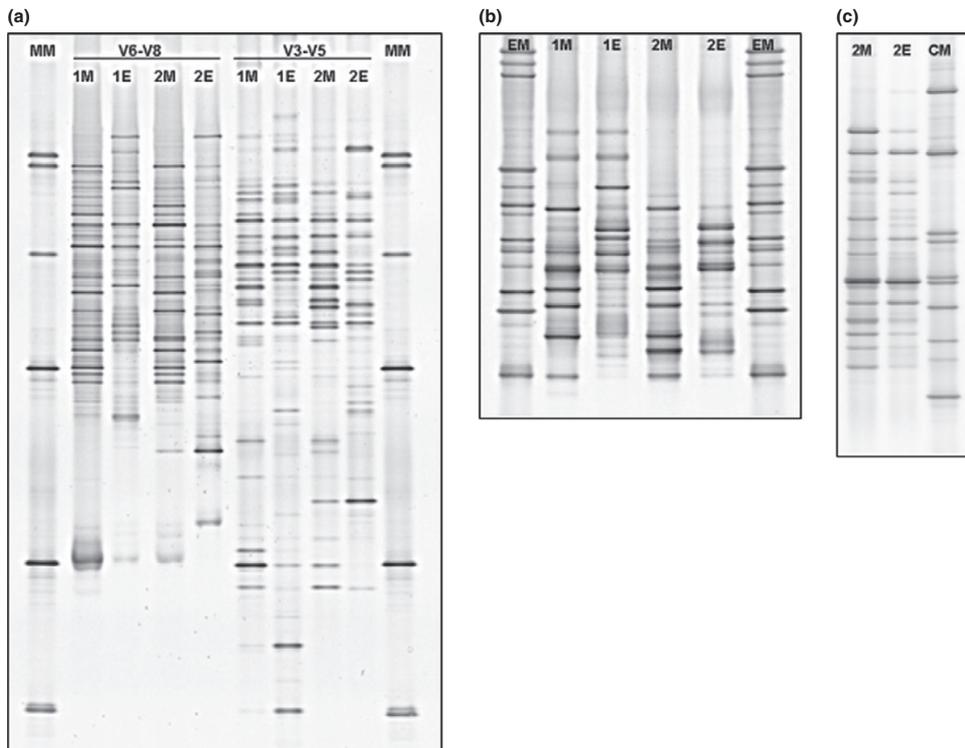 (a)
MM V6-V8 V3-V5 MM
1M 1E 2M 2E 1M 1E 2M 2E
(b)
EM 1M 1E 2M 2E EM
(c)
2M 2E CM